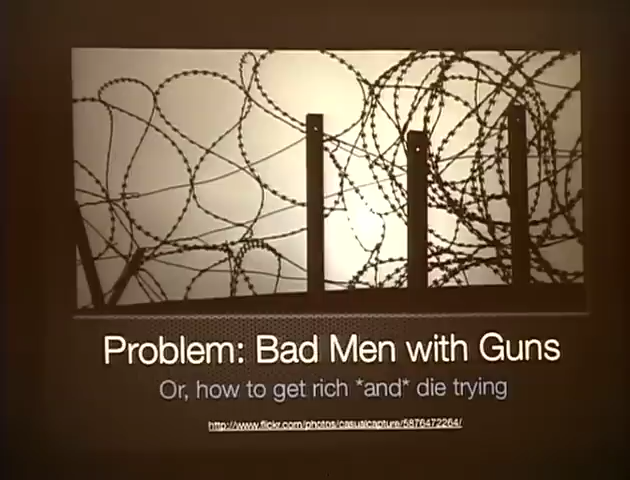 Problem: Bad Men with Guns
Or, how to get rich *and* die trying
http://www.flickr.com/photos/casualcapture/5876472264/